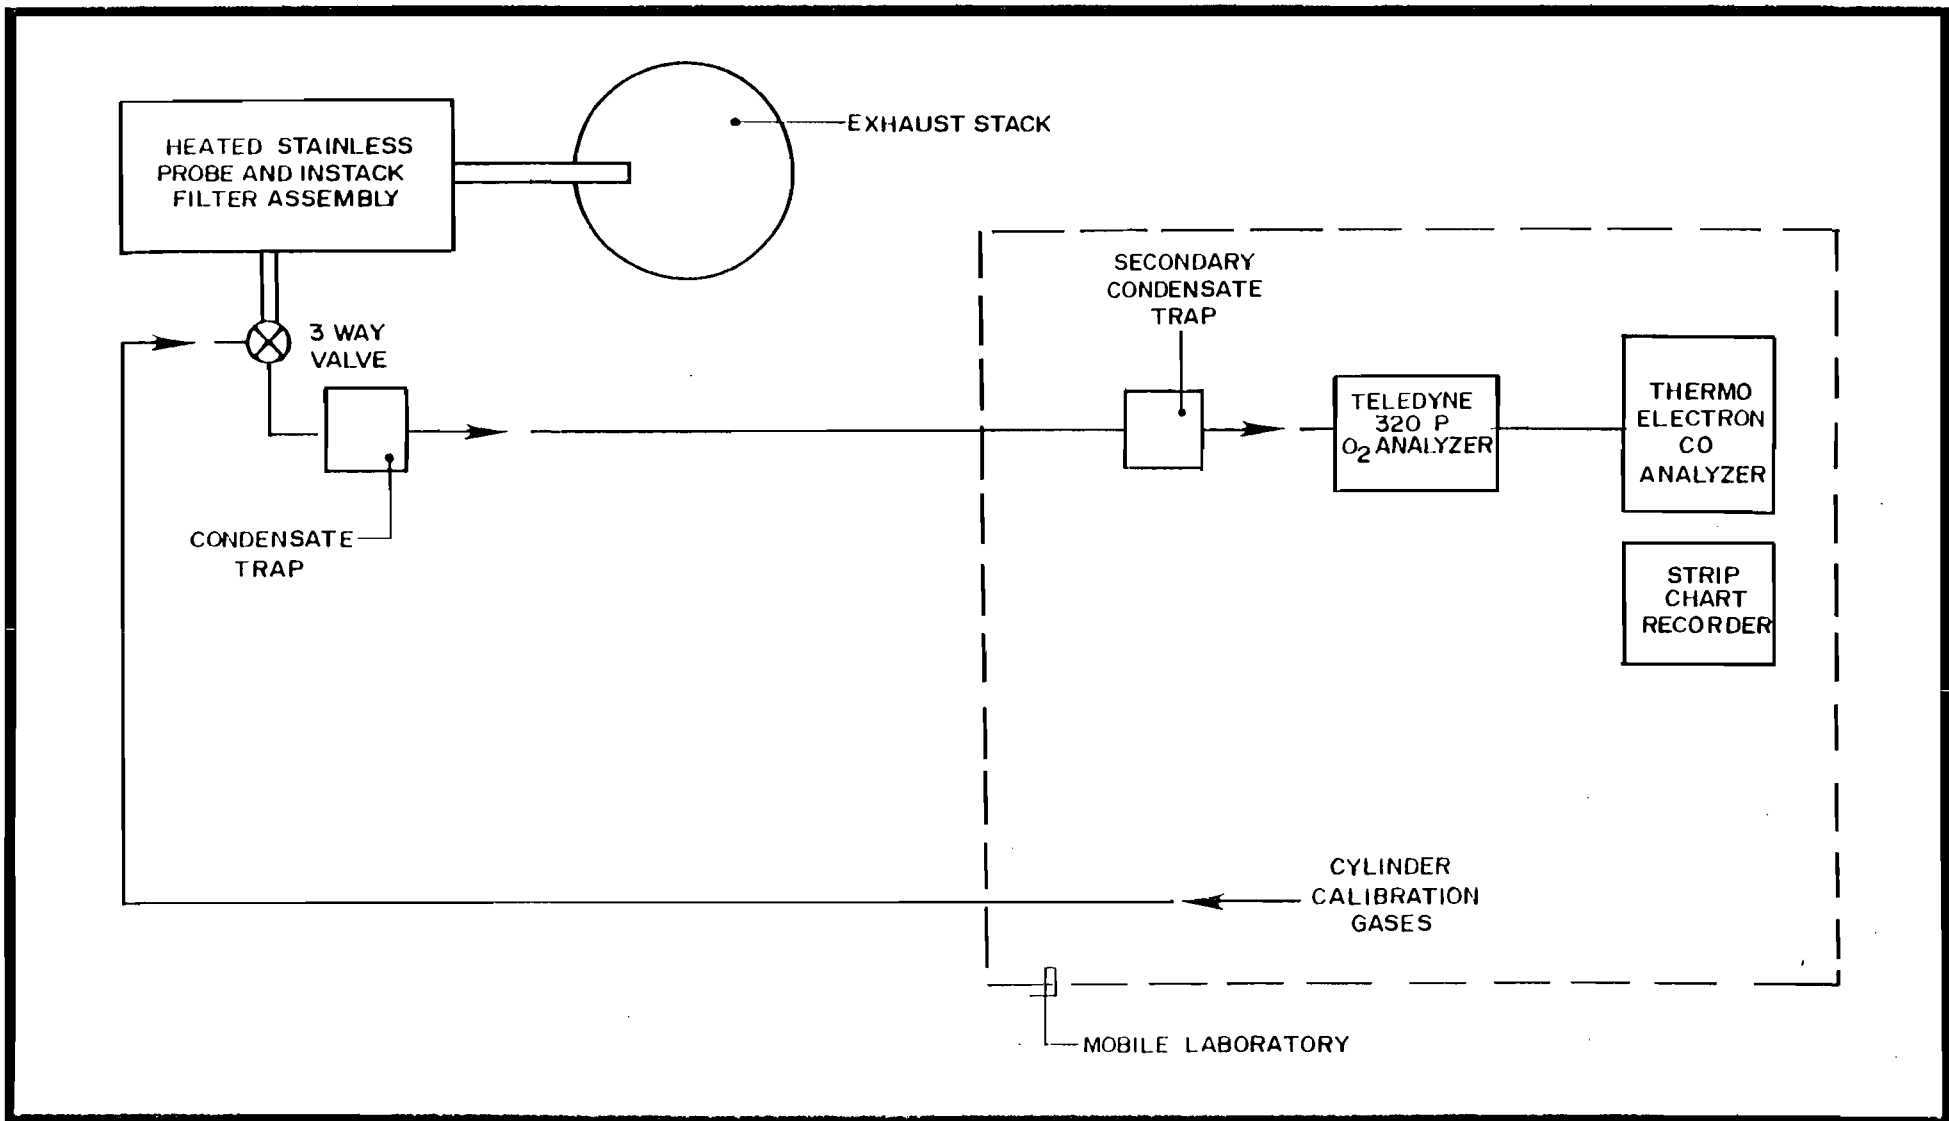 HEATED STAINLESS
PROBE AND INSTACK
FILTER ASSEMBLY
EXHAUST STACK
3 WAY
VALVE
CONDENSATE
TRAP
SECONDARY
CONDENSATE
TRAP
TELEDYNE
320 P
O₂ ANALYZER
THERMO
ELECTRON
CO
ANALYZER
STRIP
CHART
RECORDER
CYLINDER
CALIBRATION
GASES
MOBILE LABORATORY